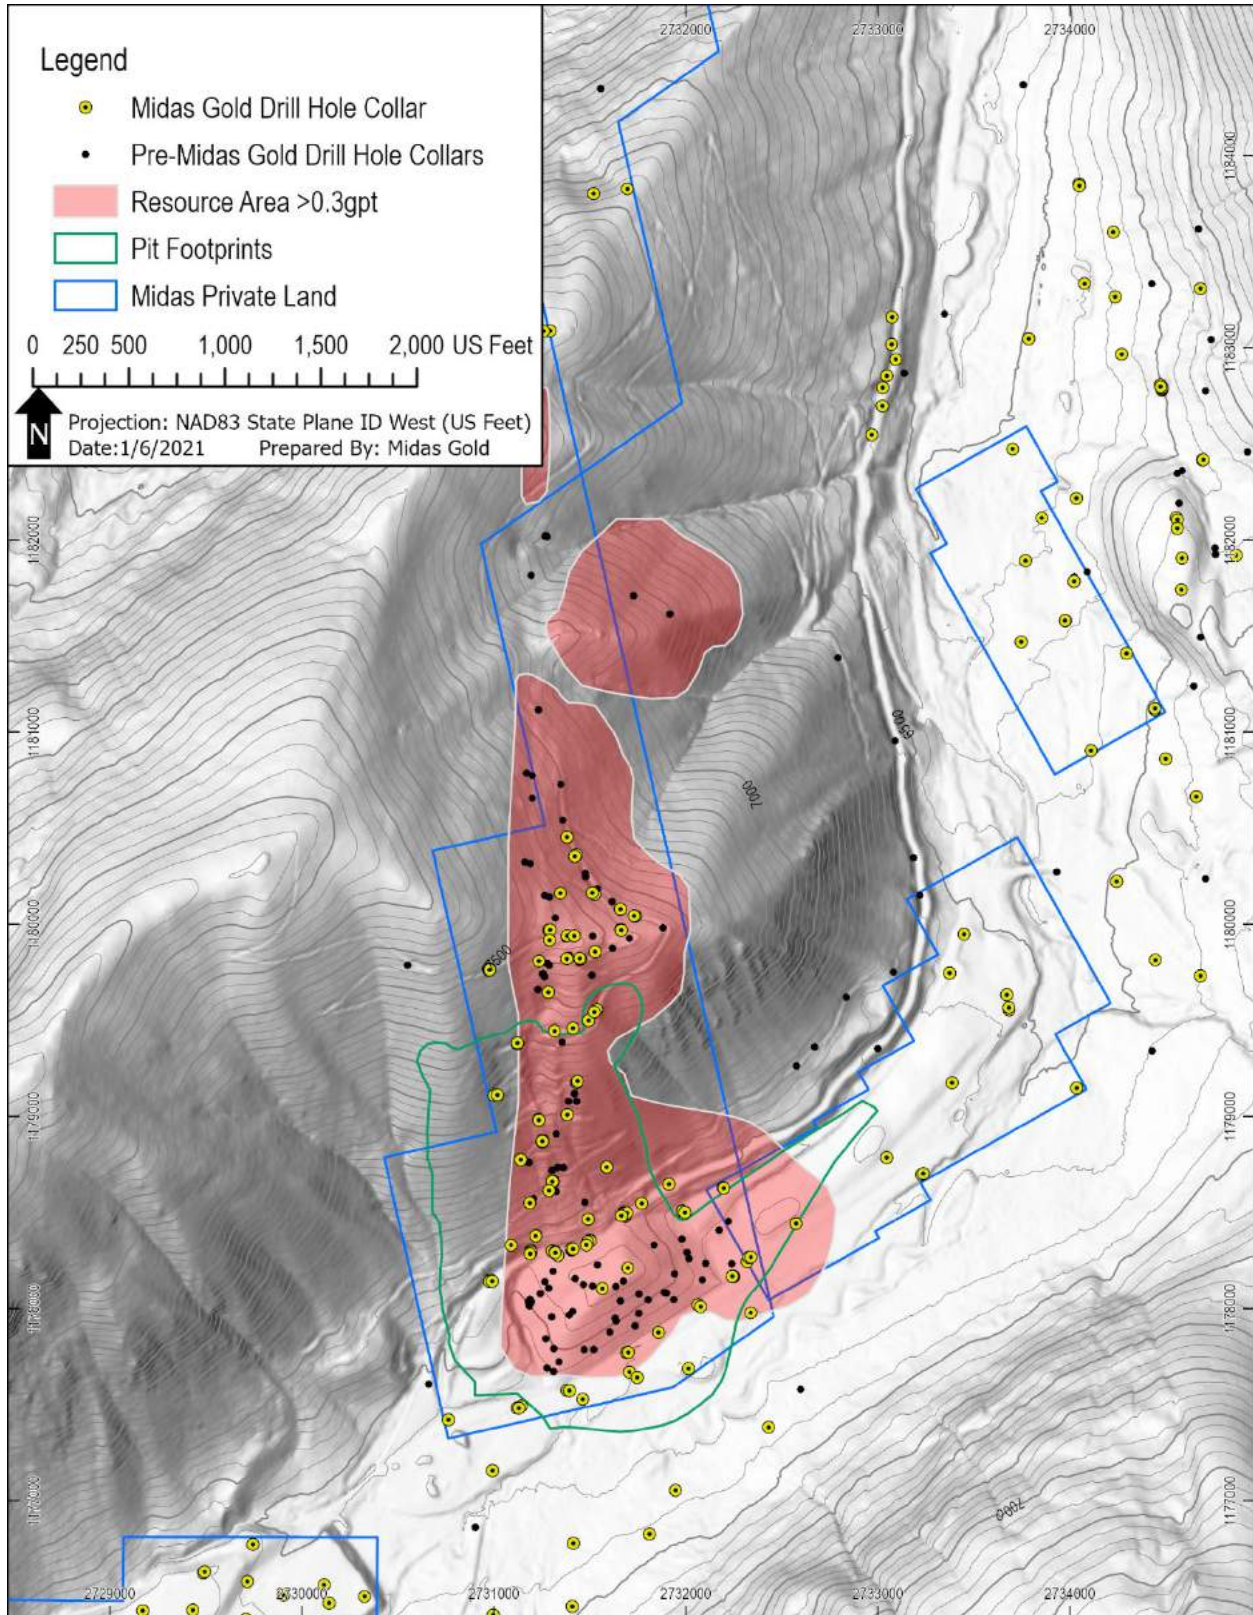 2732000
2733000
2734000
Legend
Midas Gold Drill Hole Collar
Pre-Midas Gold Drill Hole Collars
Resource Area >0.3gpt
Pit Footprints
Midas Private Land
0 250 500 1,000 1,500 2,000 US Feet
N
Projection: NAD83 State Plane ID West (US Feet)
Date:1/6/2021 Prepared By: Midas Gold
1184000
1183000
1182000
1182000
1181000
1181000
6500
7000
1180000
1180000
1179000
1179000
1178000
1178000
1177000
1177000
7000
2729000
2730000
2731000
2732000
2733000
2734000